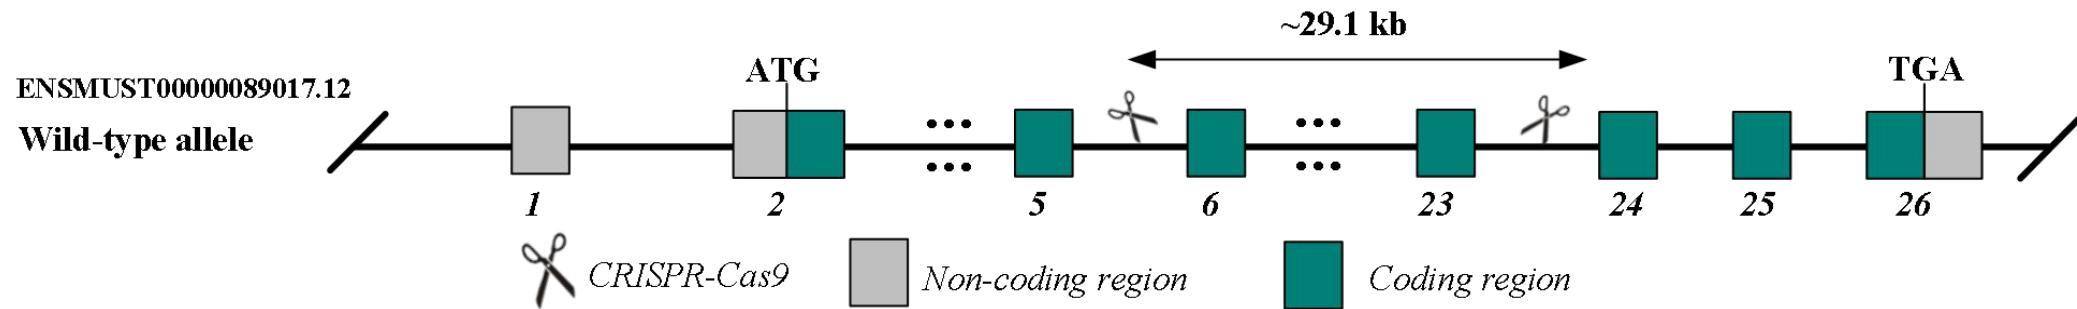 ~29.1 kb
ATG
TGA
ENSMUST00000089017.12
Wild-type allele
1 2 5 6 23 24 25 26
CRISPR-Cas9 Non-coding region Coding region